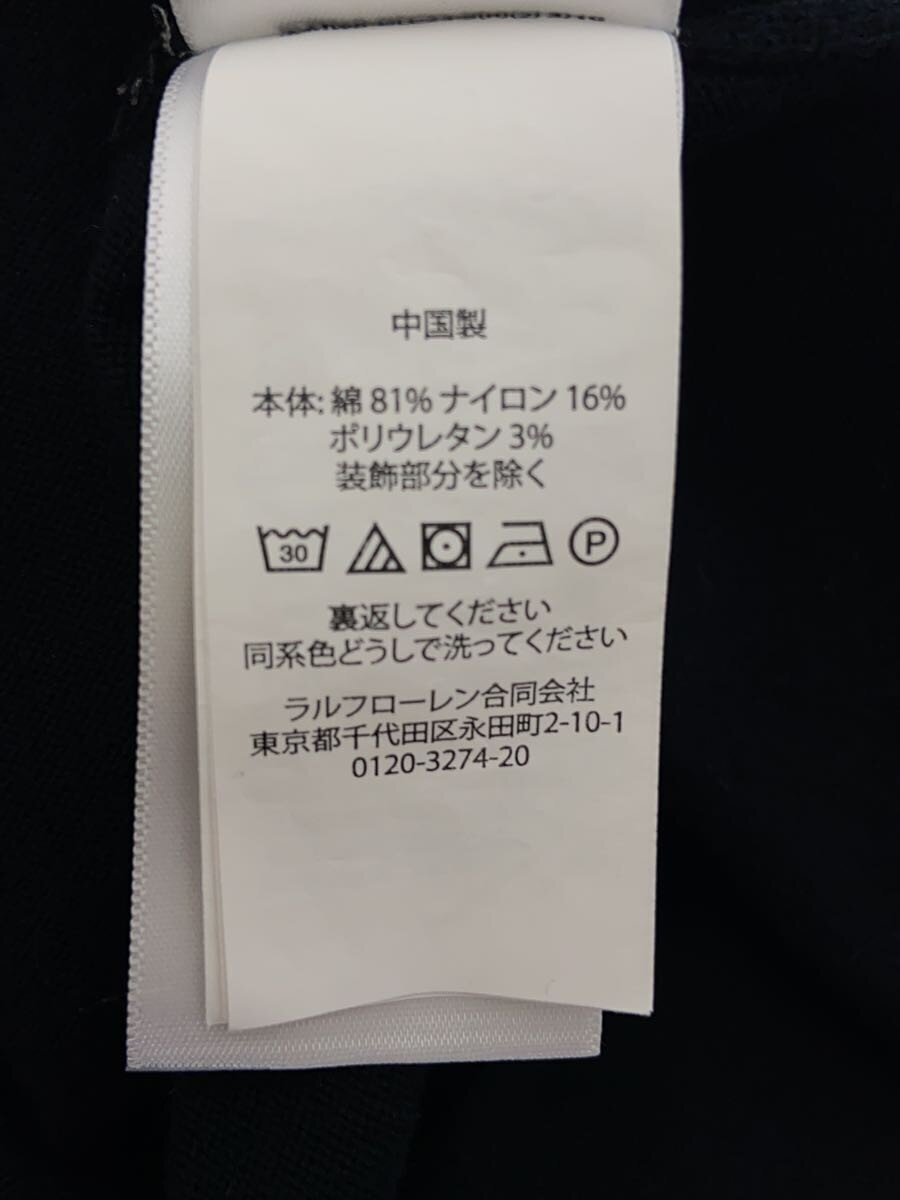 中国製
本体: 綿 81% ナイロン 16%
ポリウレタン 3%
装飾部分を除く
30 P
裏返してください
同系色どうしで洗ってください
ラルフローレン合同会社
東京都千代田区永田町2-10-1
0120-3274-20